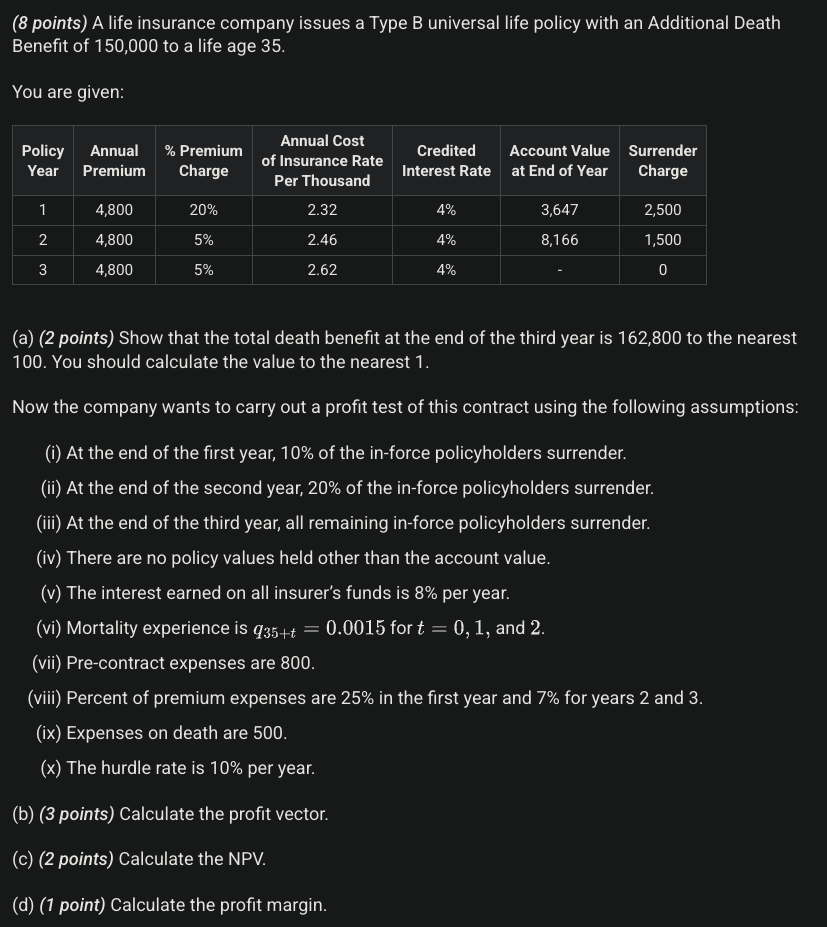 (8 points) A life insurance company issues a Type B universal life policy with an Additional Death
Benefit of 150,000 to a life age 35.
You are given:
Policy Year | Annual Premium | % Premium Charge | Annual Cost of Insurance Rate Per Thousand | Credited Interest Rate | Account Value at End of Year | Surrender Charge
1 | 4,800 | 20% | 2.32 | 4% | 3,647 | 2,500
2 | 4,800 | 5% | 2.46 | 4% | 8,166 | 1,500
3 | 4,800 | 5% | 2.62 | 4% | - | 0
(a) (2 points) Show that the total death benefit at the end of the third year is 162,800 to the nearest
100. You should calculate the value to the nearest 1.
Now the company wants to carry out a profit test of this contract using the following assumptions:
(i) At the end of the first year, 10% of the in-force policyholders surrender.
(ii) At the end of the second year, 20% of the in-force policyholders surrender.
(iii) At the end of the third year, all remaining in-force policyholders surrender.
(iv) There are no policy values held other than the account value.
(v) The interest earned on all insurer's funds is 8% per year.
(vi) Mortality experience is q₃₅₊ₜ = 0.0015 for t = 0, 1, and 2.
(vii) Pre-contract expenses are 800.
(viii) Percent of premium expenses are 25% in the first year and 7% for years 2 and 3.
(ix) Expenses on death are 500.
(x) The hurdle rate is 10% per year.
(b) (3 points) Calculate the profit vector.
(c) (2 points) Calculate the NPV.
(d) (1 point) Calculate the profit margin.